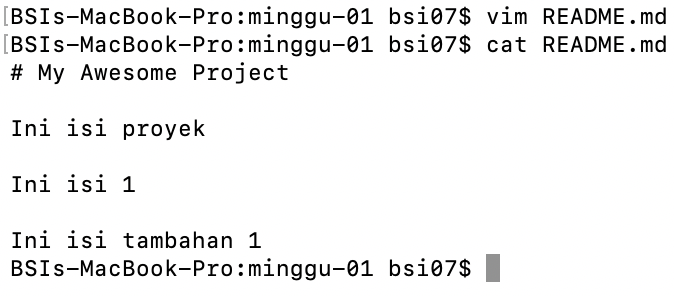 [BSIs-MacBook-Pro:minggu-01 bsi07$ vim README.md
[BSIs-MacBook-Pro:minggu-01 bsi07$ cat README.md
# My Awesome Project
Ini isi proyek
Ini isi 1
Ini isi tambahan 1
BSIs-MacBook-Pro:minggu-01 bsi07$